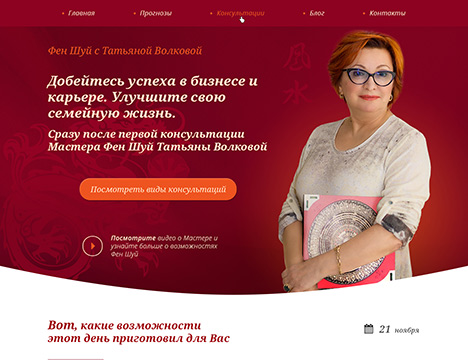 Главная
Прогнозы
Консультации
Блог
Контакты
Фен Шуй с Татьяной Волковой
Добейтесь успеха в бизнесе и
карьере. Улучшите свою
семейную жизнь.
Сразу после первой консультации
Мастера Фен Шуй Татьяны Волковой
Посмотреть виды консультаций
Посмотрите видео о Мастере и
узнайте больше о возможностях
Фен Шуй
風
水
Вот, какие возможности
этот день приготовил для Вас
21 ноября